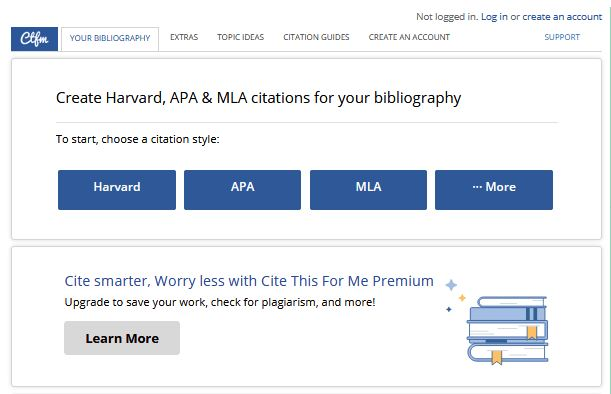 Not logged in. Log in or create an account
Ctfm YOUR BIBLIOGRAPHY EXTRAS TOPIC IDEAS CITATION GUIDES CREATE AN ACCOUNT SUPPORT
Create Harvard, APA & MLA citations for your bibliography
To start, choose a citation style:
Harvard APA MLA ··· More
Cite smarter, Worry less with Cite This For Me Premium
Upgrade to save your work, check for plagiarism, and more!
Learn More